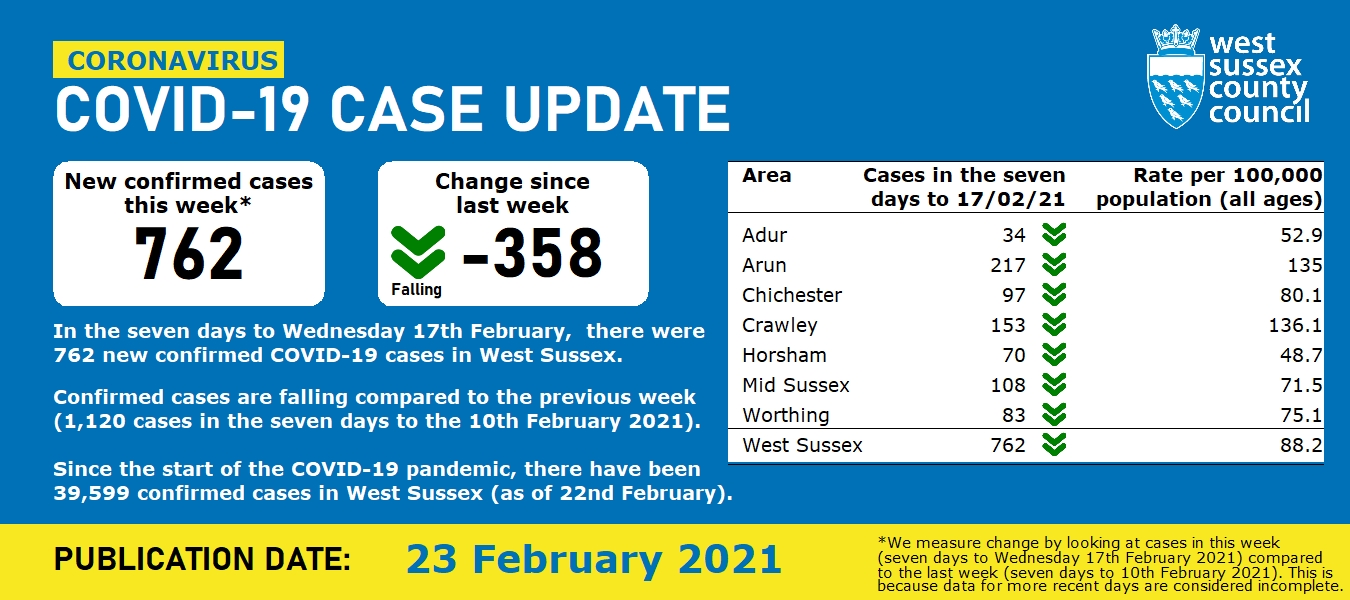 CORONAVIRUS
COVID-19 CASE UPDATE
west
sussex
county
council
New confirmed cases
this week*
762
Change since
last week
-358
Falling
In the seven days to Wednesday 17th February, there were
762 new confirmed COVID-19 cases in West Sussex.
Confirmed cases are falling compared to the previous week
(1,120 cases in the seven days to the 10th February 2021).
Since the start of the COVID-19 pandemic, there have been
39,599 confirmed cases in West Sussex (as of 22nd February).
Area Cases in the seven Rate per 100,000
days to 17/02/21 population (all ages)
Adur 34 52.9
Arun 217 135
Chichester 97 80.1
Crawley 153 136.1
Horsham 70 48.7
Mid Sussex 108 71.5
Worthing 83 75.1
West Sussex 762 88.2
PUBLICATION DATE: 23 February 2021
*We measure change by looking at cases in this week
(seven days to Wednesday 17th February 2021) compared
to the last week (seven days to 10th February 2021). This is
because data for more recent days are considered incomplete.